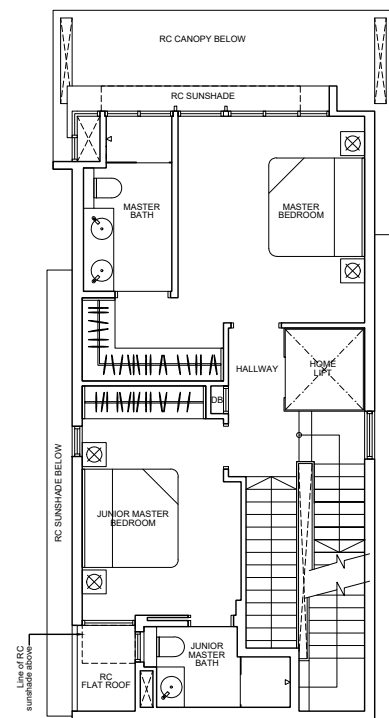 RC CANOPY BELOW
RC SUNSHADE
MASTER
BATH
MASTER
BEDROOM
HALLWAY
HOME
LIFT
DB
RC SUNSHADE BELOW
JUNIOR MASTER
BEDROOM
Line of RC
sunshade above
RC
FLAT ROOF
JUNIOR
MASTER
BATH